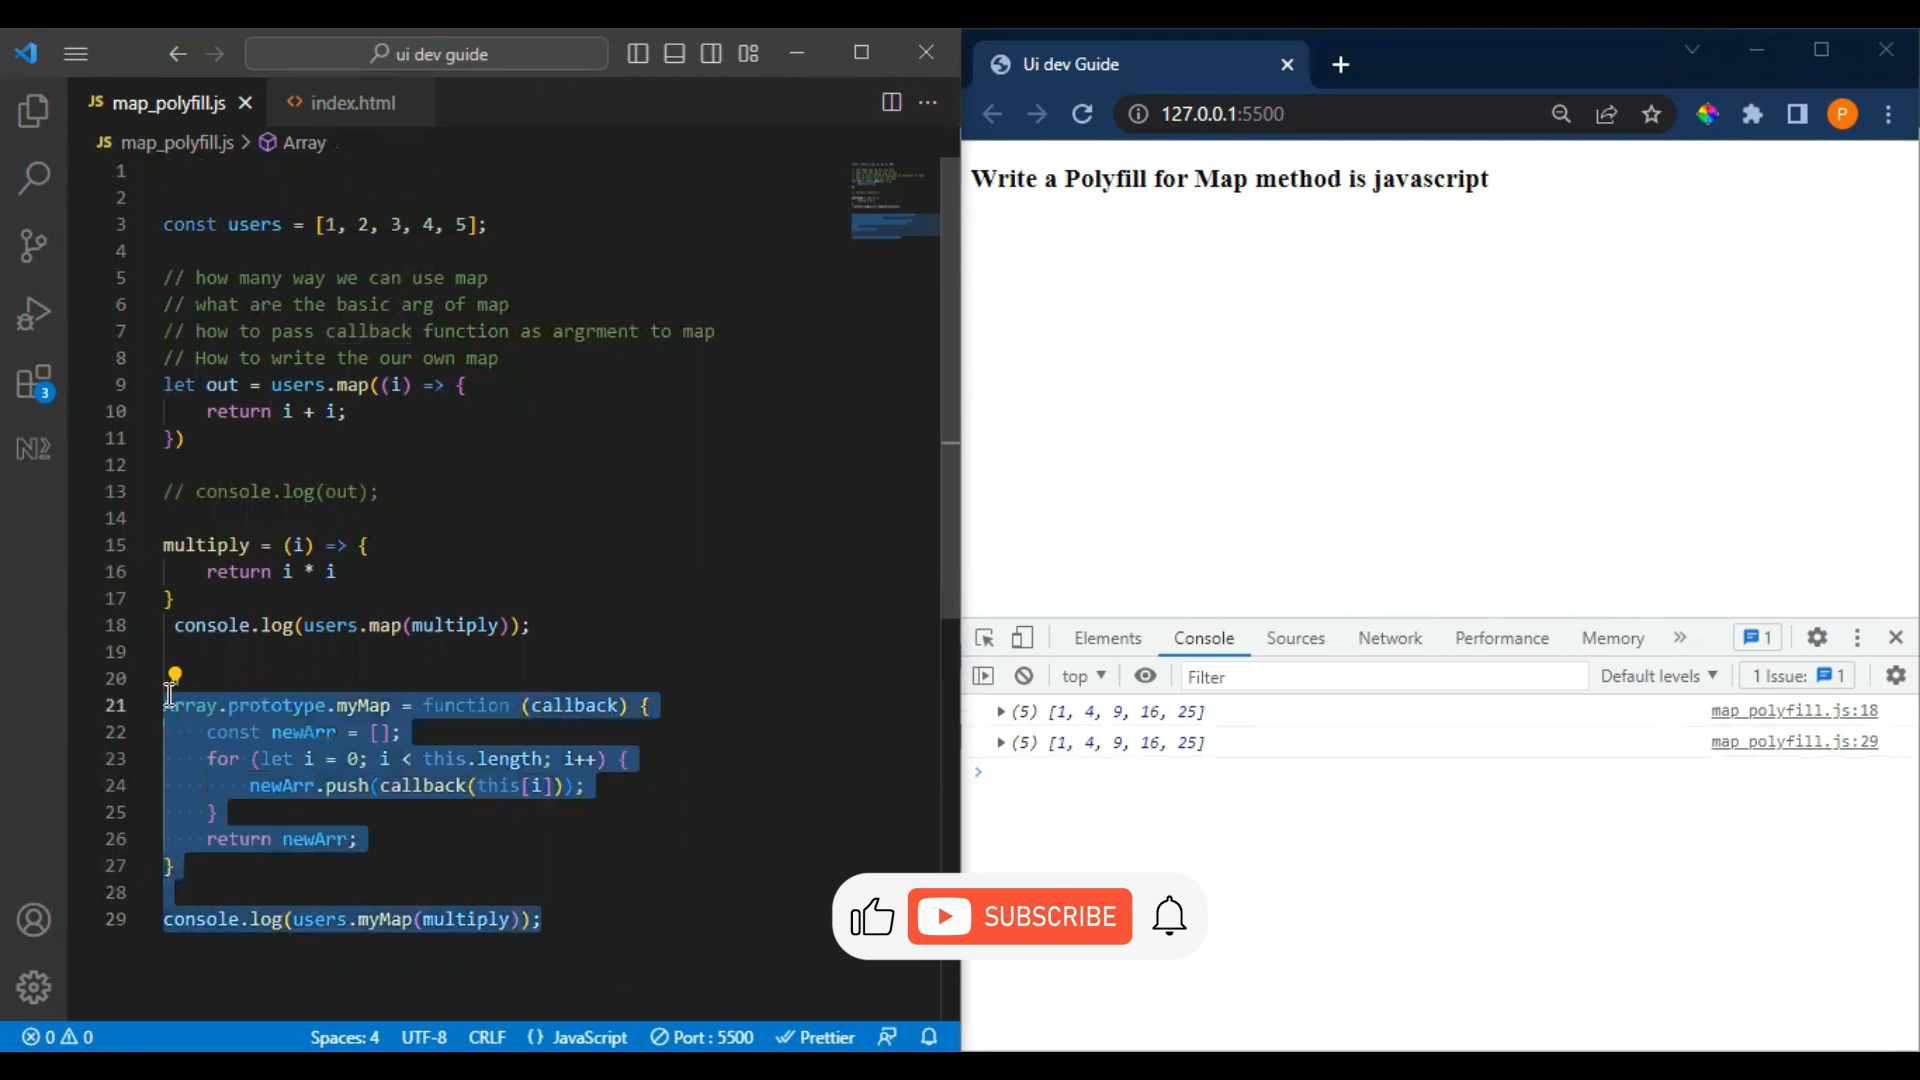 ui dev guide
JS map_polyfill.js
<> index.html
JS map_polyfill.js > Array
1
2
3 const users = [1, 2, 3, 4, 5];
4
5 // how many way we can use map
6 // what are the basic arg of map
7 // how to pass callback function as argrment to map
8 // How to write the our own map
9 let out = users.map((i) => {
10 return i + i;
11 })
12
13 // console.log(out);
14
15 multiply = (i) => {
16 return i * i
17 }
18 console.log(users.map(multiply));
19
20
21 Array.prototype.myMap = function (callback) {
22 const newArr = [];
23 for (let i = 0; i < this.length; i++) {
24 newArr.push(callback(this[i]));
25 }
26 return newArr;
27 }
28
29 console.log(users.myMap(multiply));
3
0 0 Spaces: 4 UTF-8 CRLF {} JavaScript Port : 5500 Prettier
Ui dev Guide
127.0.0.1:5500
P
Write a Polyfill for Map method is javascript
Elements Console Sources Network Performance Memory » 1
top Filter Default levels 1 Issue: 1
(5) [1, 4, 9, 16, 25] map_polyfill.js:18
(5) [1, 4, 9, 16, 25] map_polyfill.js:29
SUBSCRIBE